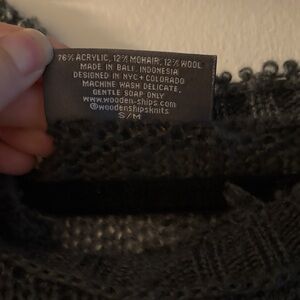 76% ACRYLIC, 12% MOHAIR, 12% WOOL
MADE IN BALI, INDONESIA
DESIGNED IN NYC + COLORADO
MACHINE WASH DELICATE,
GENTLE SOAP ONLY
www.wooden-ships.com
@woodenshipsknits
S/M